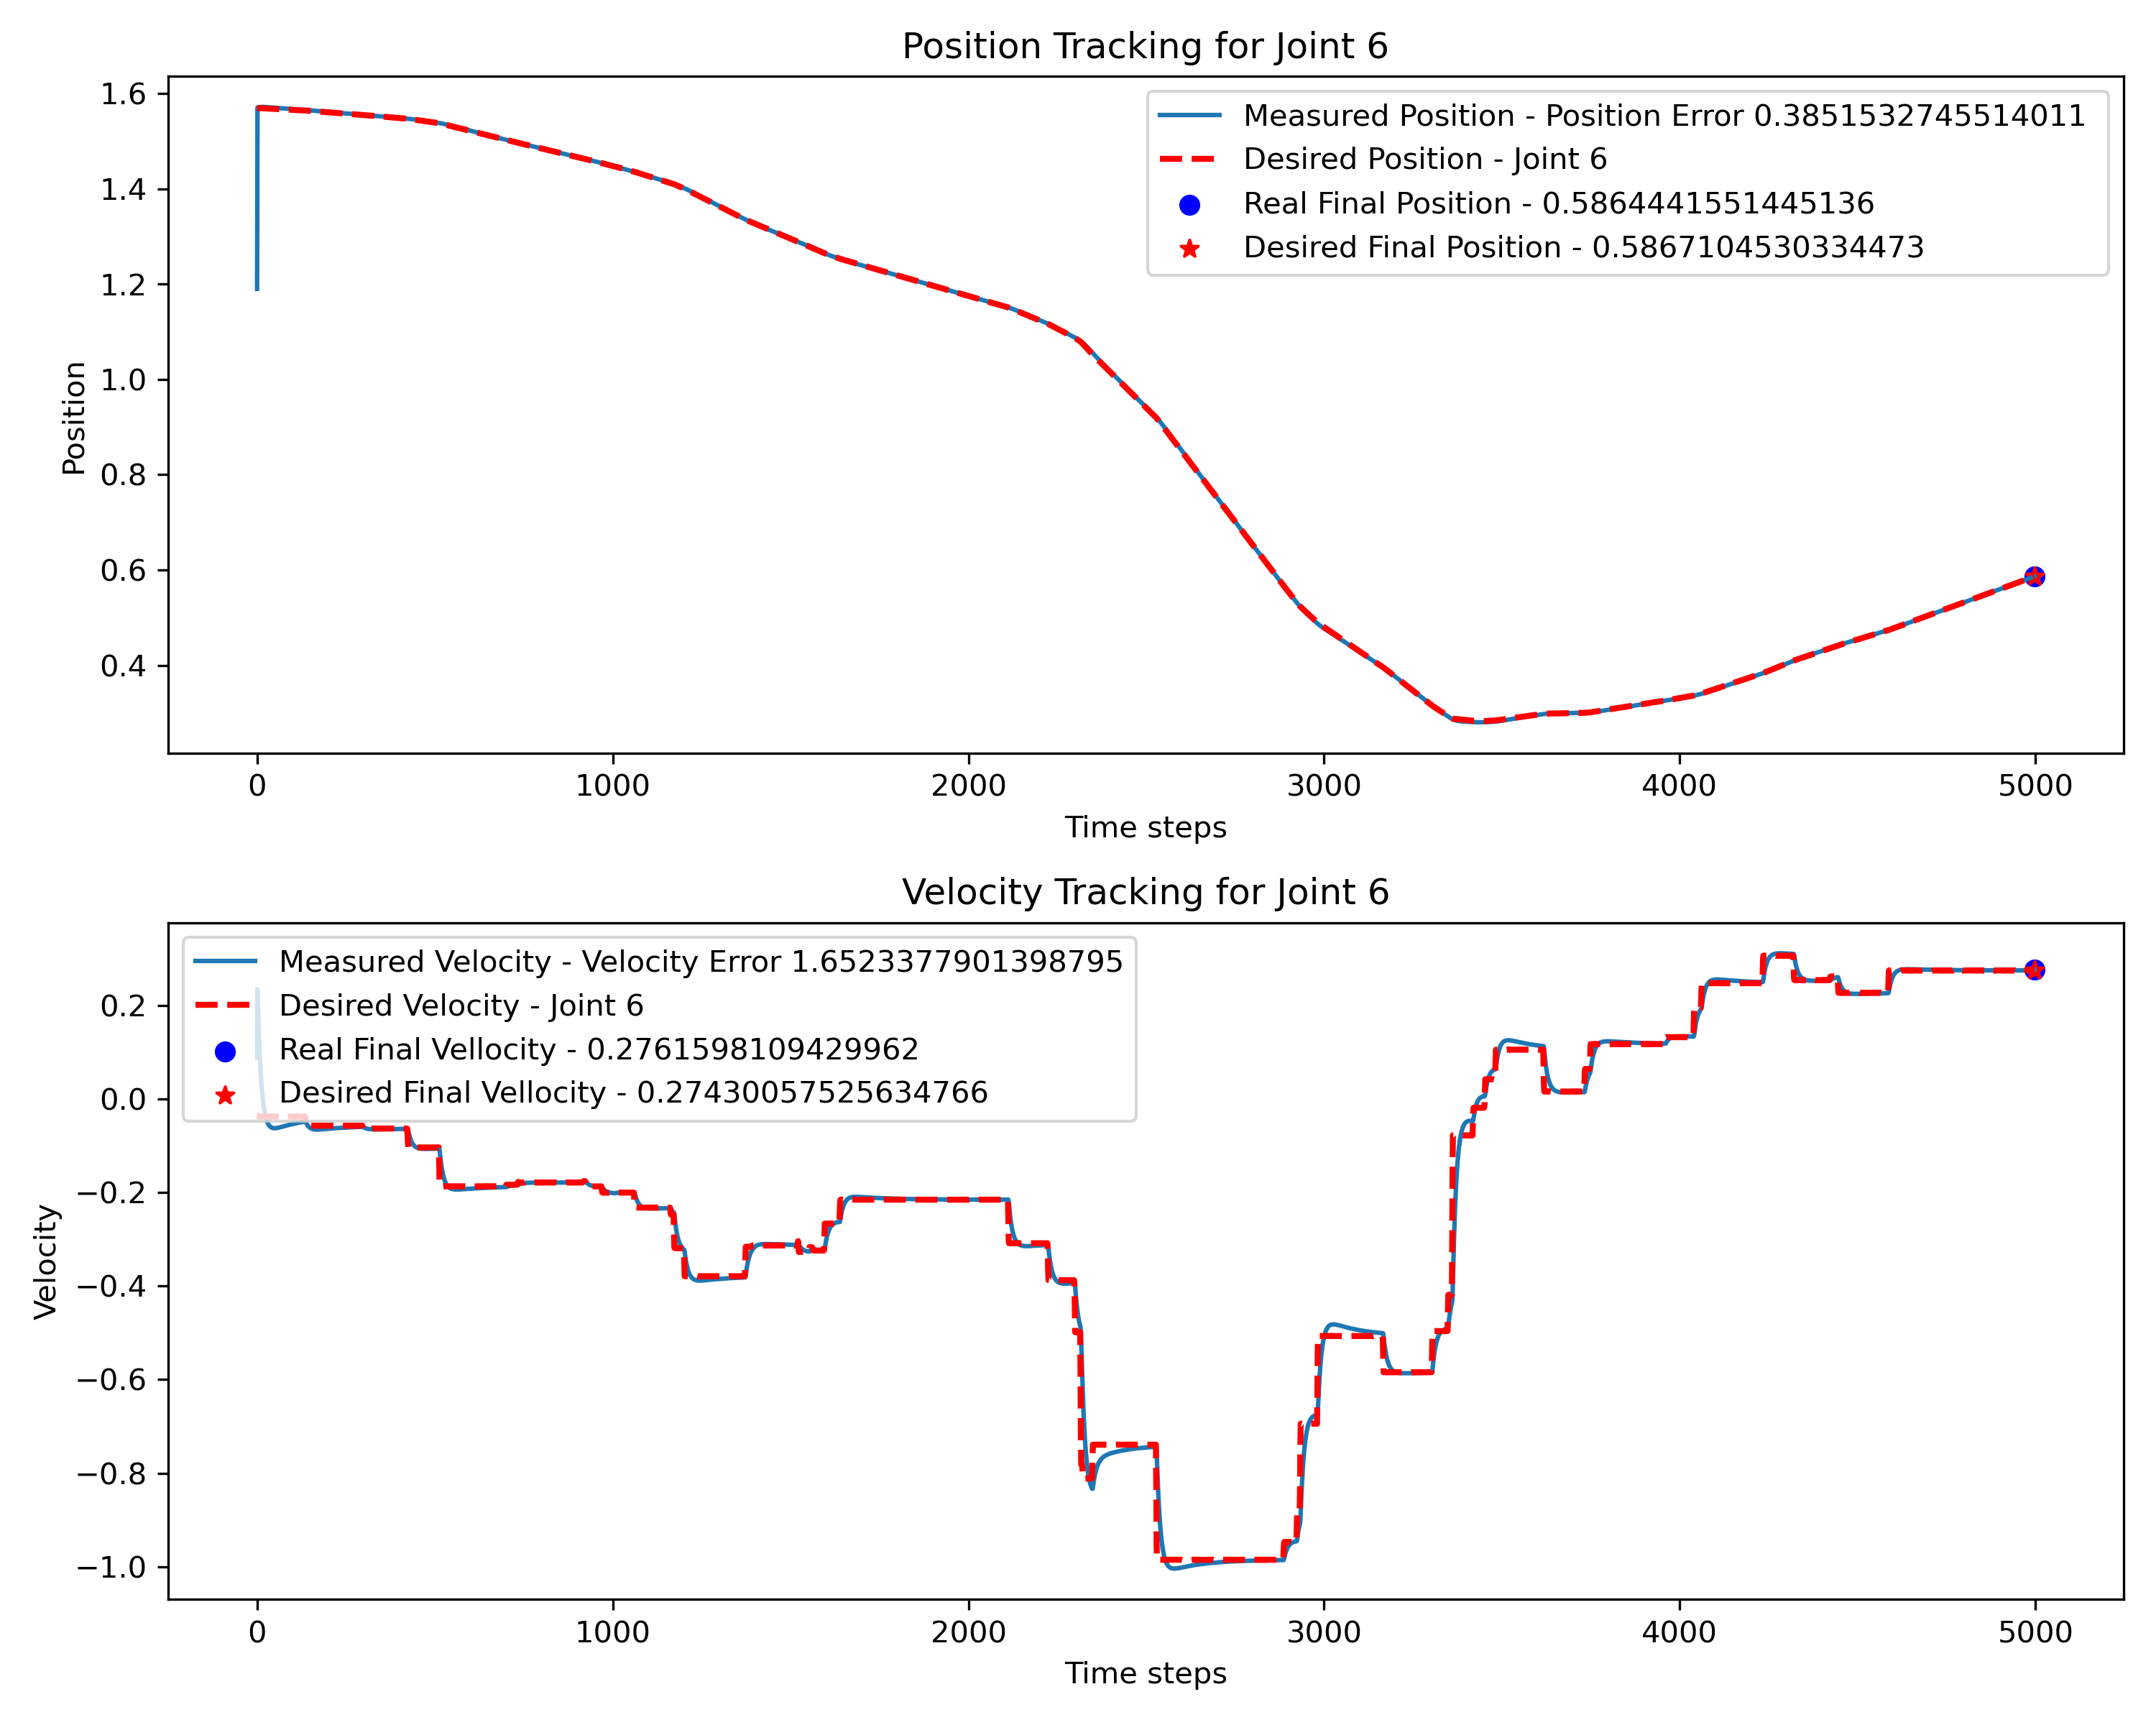 Position Tracking for Joint 6
Measured Position - Position Error 0.3851532745514011
Desired Position - Joint 6
Real Final Position - 0.5864441551445136
Desired Final Position - 0.5867104530334473
1.6
1.4
1.2
1.0
0.8
0.6
0.4
Position
0 1000 2000 3000 4000 5000
Time steps
Velocity Tracking for Joint 6
Measured Velocity - Velocity Error 1.6523377901398795
Desired Velocity - Joint 6
Real Final Vellocity - 0.2761598109429962
Desired Final Vellocity - 0.27430057525634766
0.2
0.0
−0.2
−0.4
−0.6
−0.8
−1.0
Velocity
0 1000 2000 3000 4000 5000
Time steps